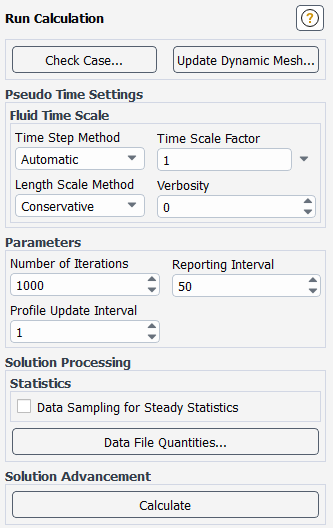 Run Calculation
?
Check Case... Update Dynamic Mesh...
Pseudo Time Settings
Fluid Time Scale
Time Step Method Time Scale Factor
Automatic 1
Length Scale Method Verbosity
Conservative 0
Parameters
Number of Iterations Reporting Interval
1000 50
Profile Update Interval
1
Solution Processing
Statistics
Data Sampling for Steady Statistics
Data File Quantities...
Solution Advancement
Calculate